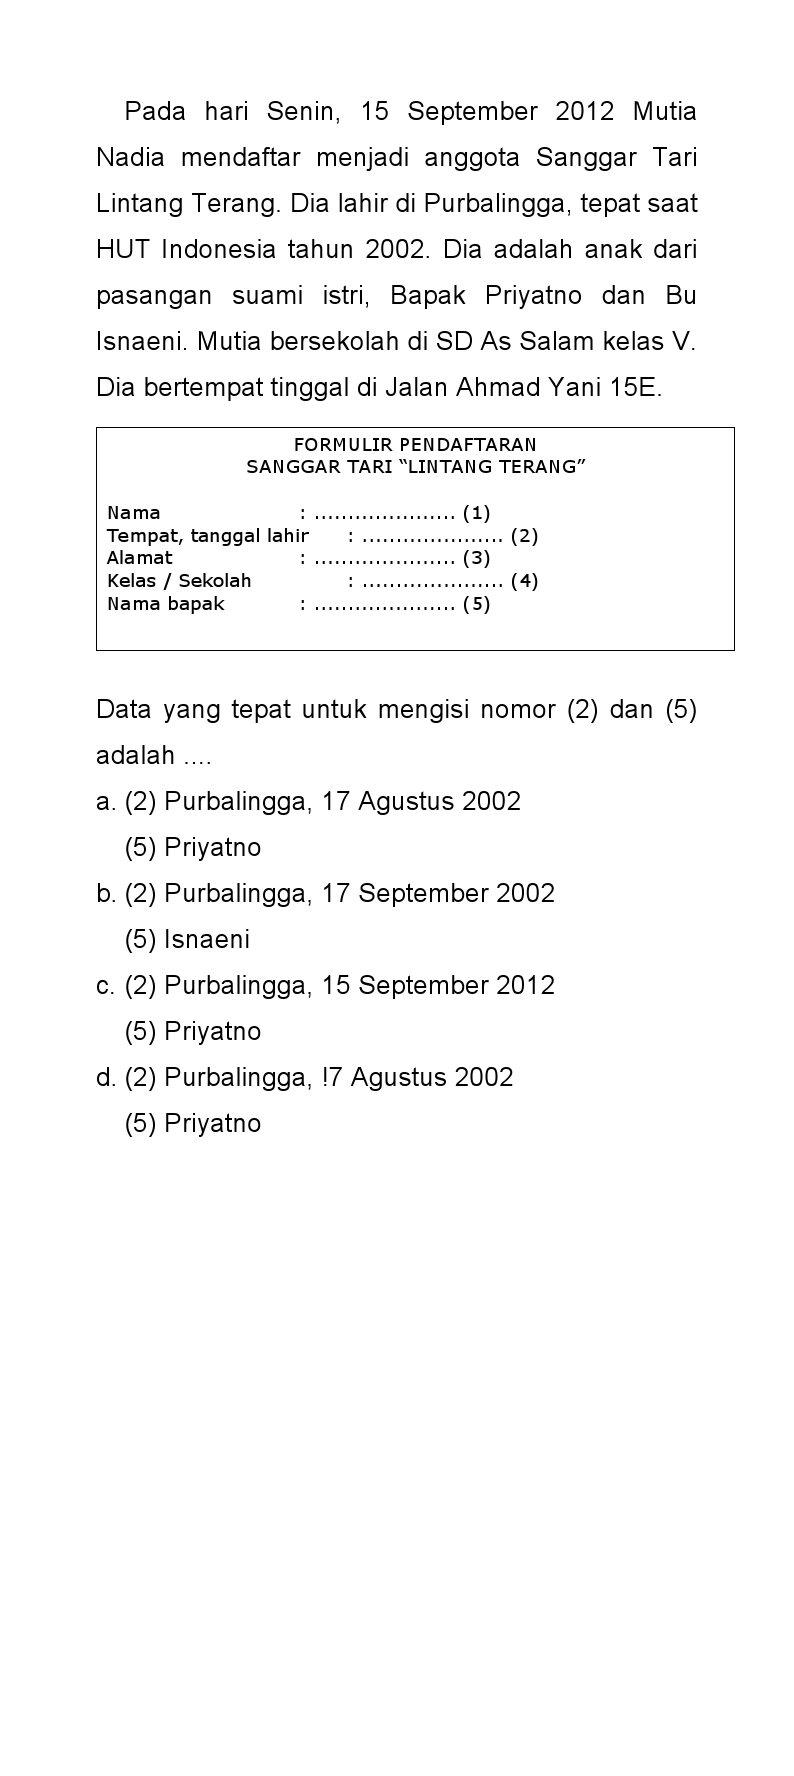 Pada hari Senin, 15 September 2012 Mutia
Nadia mendaftar menjadi anggota Sanggar Tari
Lintang Terang. Dia lahir di Purbalingga, tepat saat
HUT Indonesia tahun 2002. Dia adalah anak dari
pasangan suami istri, Bapak Priyatno dan Bu
Isnaeni. Mutia bersekolah di SD As Salam kelas V.
Dia bertempat tinggal di Jalan Ahmad Yani 15E.
FORMULIR PENDAFTARAN
SANGGAR TARI “LINTANG TERANG”
Nama : ..................... (1)
Tempat, tanggal lahir : ..................... (2)
Alamat : ..................... (3)
Kelas / Sekolah : ..................... (4)
Nama bapak : ..................... (5)
Data yang tepat untuk mengisi nomor (2) dan (5)
adalah ....
a. (2) Purbalingga, 17 Agustus 2002
(5) Priyatno
b. (2) Purbalingga, 17 September 2002
(5) Isnaeni
c. (2) Purbalingga, 15 September 2012
(5) Priyatno
d. (2) Purbalingga, !7 Agustus 2002
(5) Priyatno